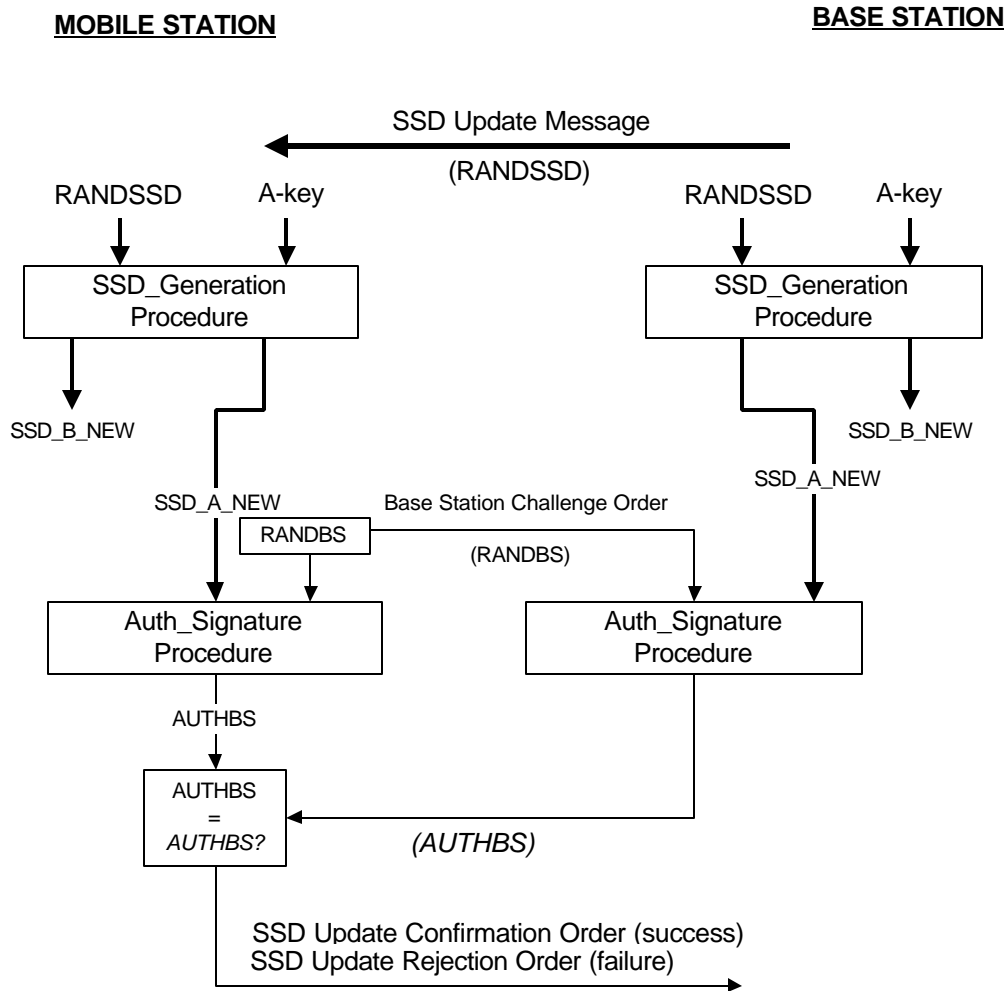 MOBILE STATION
BASE STATION
SSD Update Message
(RANDSSD)
RANDSSD
A-key
RANDSSD
A-key
SSD_Generation
Procedure
SSD_Generation
Procedure
SSD_B_NEW
SSD_B_NEW
SSD_A_NEW
SSD_A_NEW
Base Station Challenge Order
RANDBS
(RANDBS)
Auth_Signature
Procedure
Auth_Signature
Procedure
AUTHBS
AUTHBS
=
AUTHBS?
(AUTHBS)
SSD Update Confirmation Order (success)
SSD Update Rejection Order (failure)